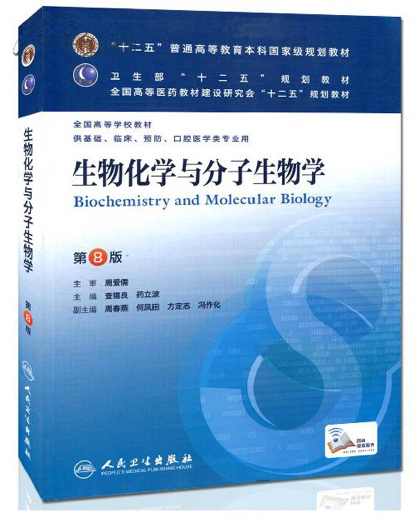 "十二五"普通高等教育本科国家级规划教材
卫生部"十二五"规划教材
全国高等医药教材建设研究会"十二五"规划教材
全国高等学校教材
供基础、临床、预防、口腔医学类专业用
生物化学与分子生物学
Biochemistry and Molecular Biology
第8版
主审 周爱儒
主编 查锡良 药立波
副主编 周春燕 何凤田 方定志 冯作化
人民卫生出版社
网络
增值服务
生物化学与分子生物学
第8版